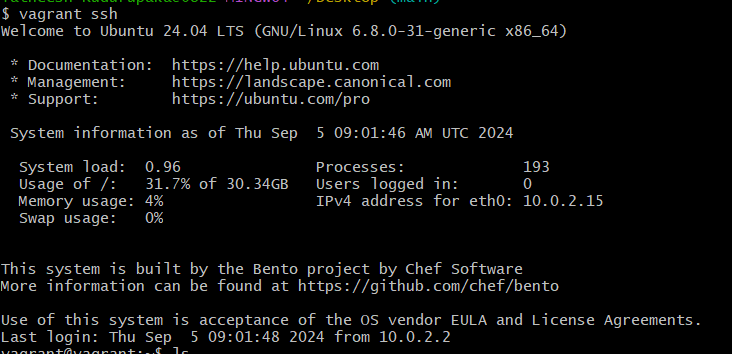 $ vagrant ssh
Welcome to Ubuntu 24.04 LTS (GNU/Linux 6.8.0-31-generic x86_64)
* Documentation: https://help.ubuntu.com
* Management: https://landscape.canonical.com
* Support: https://ubuntu.com/pro
System information as of Thu Sep 5 09:01:46 AM UTC 2024
System load: 0.96 Processes: 193
Usage of /: 31.7% of 30.34GB Users logged in: 0
Memory usage: 4% IPv4 address for eth0: 10.0.2.15
Swap usage: 0%
This system is built by the Bento project by Chef Software
More information can be found at https://github.com/chef/bento
Use of this system is acceptance of the OS vendor EULA and License Agreements.
Last login: Thu Sep 5 09:01:48 2024 from 10.0.2.2
vagrant@vagrant:~$ ls